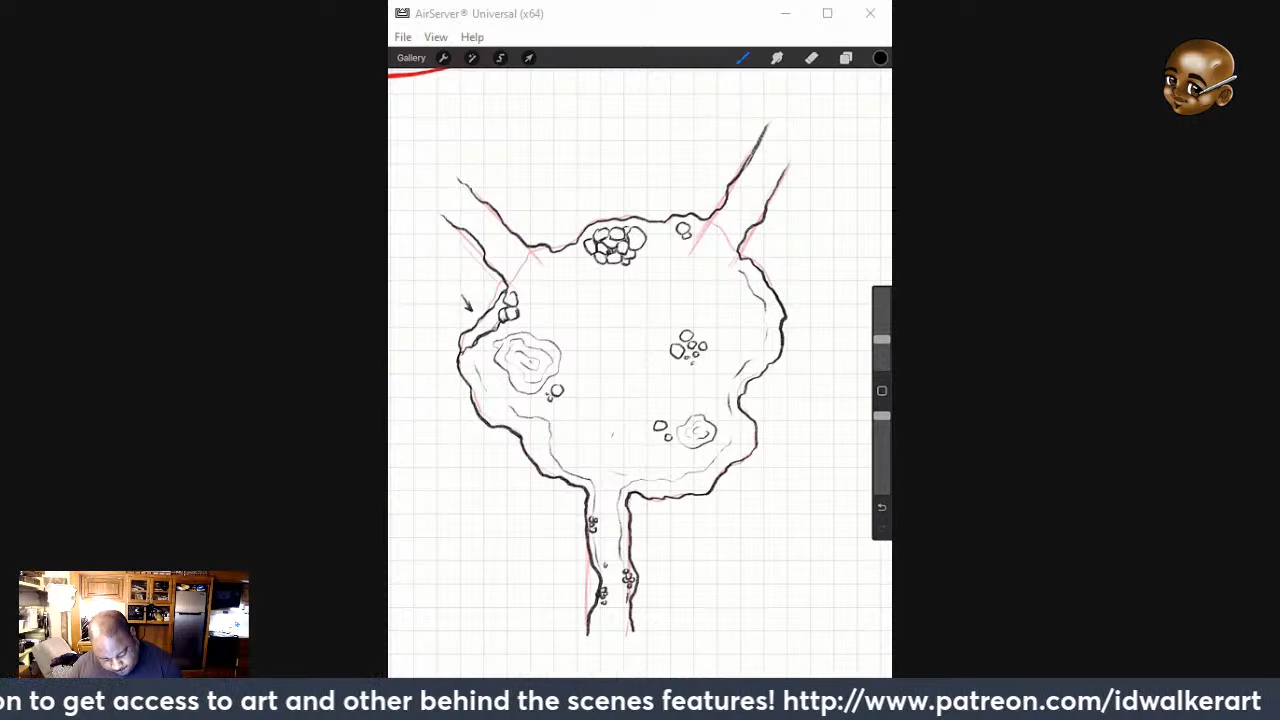 AirServer® Universal (x64)
File View Help
Gallery
on to get access to art and other behind the scenes features! http://www.patreon.com/idwalkerart